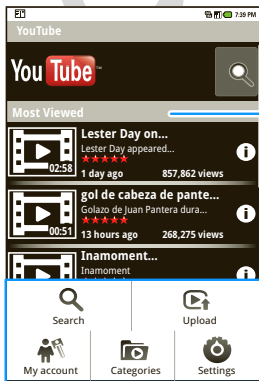 7:39 PM
YouTube
You Tube™
Most Viewed
Lester Day on...
Lester Day appeared...
02:58
1 day ago 857,862 views
gol de cabeza de pante...
Golazo de Juan Pantera dura...
00:51
13 hours ago 268,275 views
Inamoment...
Inamoment
Search Upload
My account Categories Settings